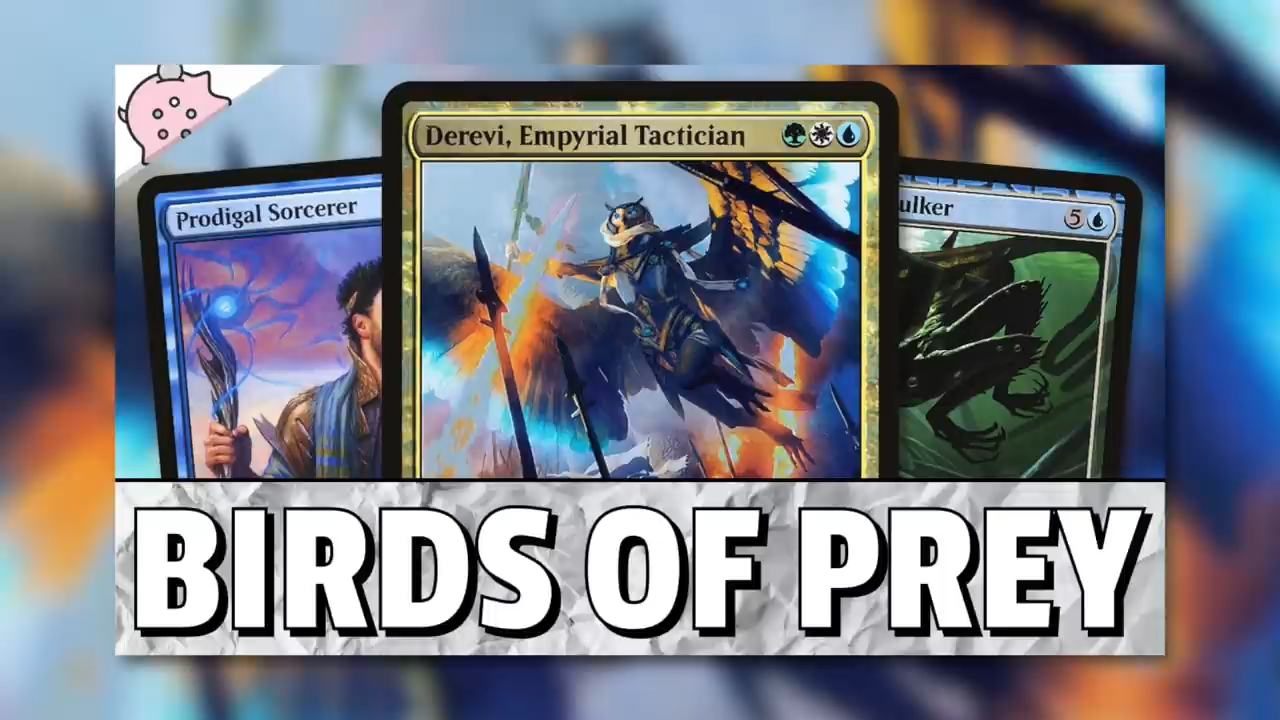 Derevi, Empyrial Tactician
Prodigal Sorcerer
ulker 5
BIRDS OF PREY